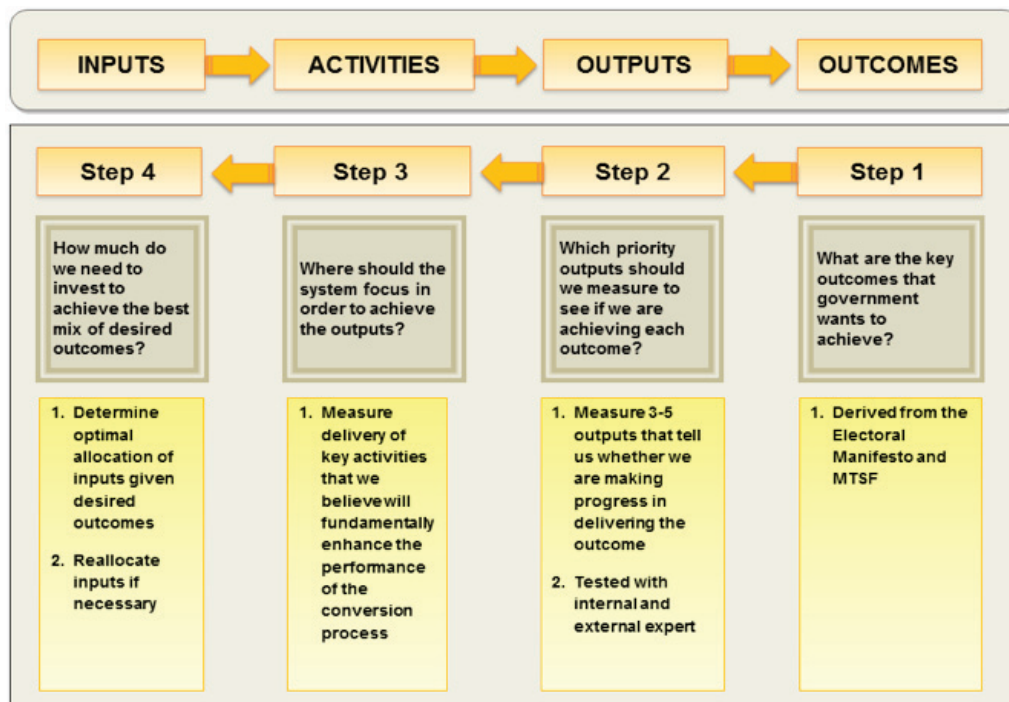 INPUTS
ACTIVITIES
OUTPUTS
OUTCOMES
Step 4
Step 3
Step 2
Step 1
How much do
we need to
invest to
achieve the best
mix of desired
outcomes?
Where should the
system focus in
order to achieve
the outputs?
Which priority
outputs should
we measure to
see if we are
achieving each
outcome?
What are the key
outcomes that
government
wants to
achieve?
1. Determine
optimal
allocation of
inputs given
desired
outcomes
2. Reallocate
inputs if
necessary
1. Measure
delivery of
key activities
that we
believe will
fundamentally
enhance the
performance
of the
conversion
process
1. Measure 3-5
outputs that tell
us whether we
are making
progress in
delivering the
outcome
2. Tested with
internal and
external expert
1. Derived from the
Electoral
Manifesto and
MTSF